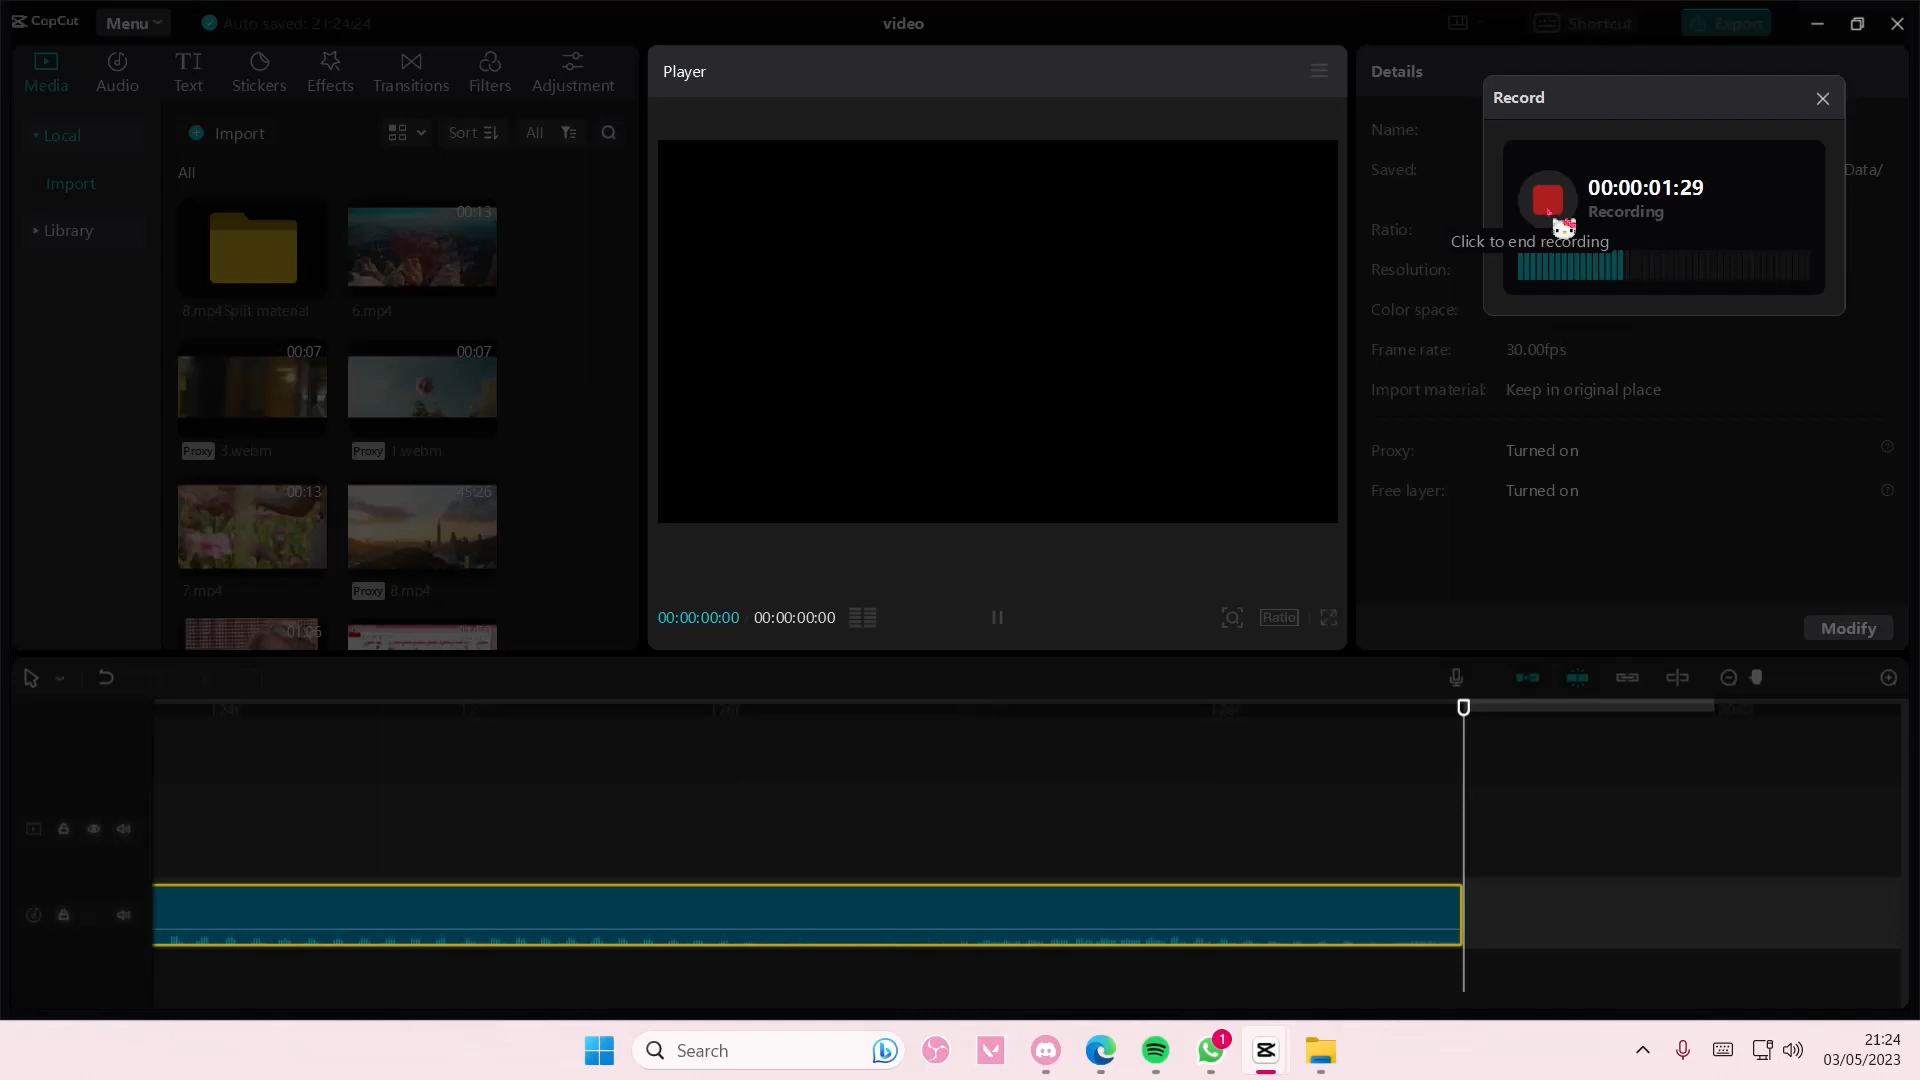 CapCut
Menu
Auto saved: 21:24:24
video
Shortcut
Export
Media
Audio
Text
Stickers
Effects
Transitions
Filters
Adjustment
Local
Import
Library
Import
Sort
All
All
00:13
8.mp4Split material
6.mp4
00:07
00:07
Proxy 3.webm
Proxy 1.webm
00:13
45:26
7.mp4
Proxy 8.mp4
01:06
Player
00:00:00:00
00:00:00:00
Ratio
Details
Name:
Saved:
Data/
Ratio:
Resolution:
Color space:
Frame rate:
30.00fps
Import material:
Keep in original place
Proxy:
Turned on
Free layer:
Turned on
Modify
Record
00:00:01:29
Recording
Click to end recording
Search
1
21:24
03/05/2023